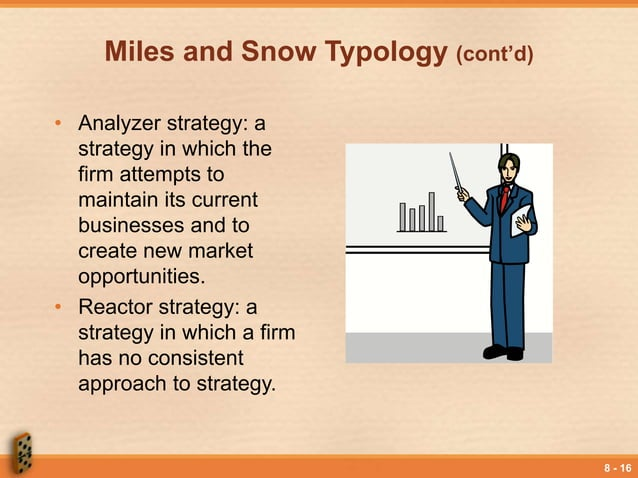 Miles and Snow Typology (cont’d)
• Analyzer strategy: a
strategy in which the
firm attempts to
maintain its current
businesses and to
create new market
opportunities.
• Reactor strategy: a
strategy in which a firm
has no consistent
approach to strategy.
8 - 16